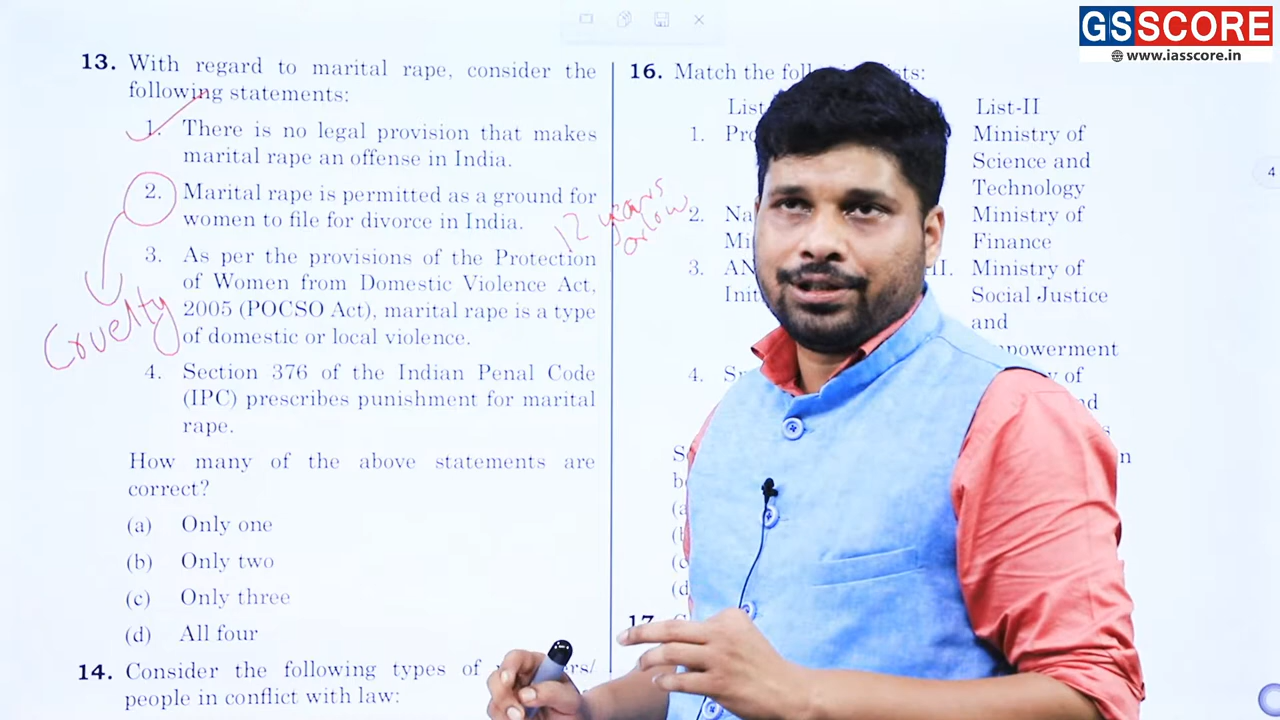 GSSCORE
www.iasscore.in
13. With regard to marital rape, consider the
following statements:
1. There is no legal provision that makes
marital rape an offense in India.
2. Marital rape is permitted as a ground for
women to file for divorce in India.
3. As per the provisions of the Protection
of Women from Domestic Violence Act,
2005 (POCSO Act), marital rape is a type
of domestic or local violence.
4. Section 376 of the Indian Penal Code
(IPC) prescribes punishment for marital
rape.
How many of the above statements are
correct?
(a) Only one
(b) Only two
(c) Only three
(d) All four
14. Consider the following types of
people in conflict with law:
Cruelty
12 years
16. Match the
List-II
1. Ministry of
Science and
Technology
2. Ministry of
Finance
3. Ministry of
Social Justice
and
4.
17.
4